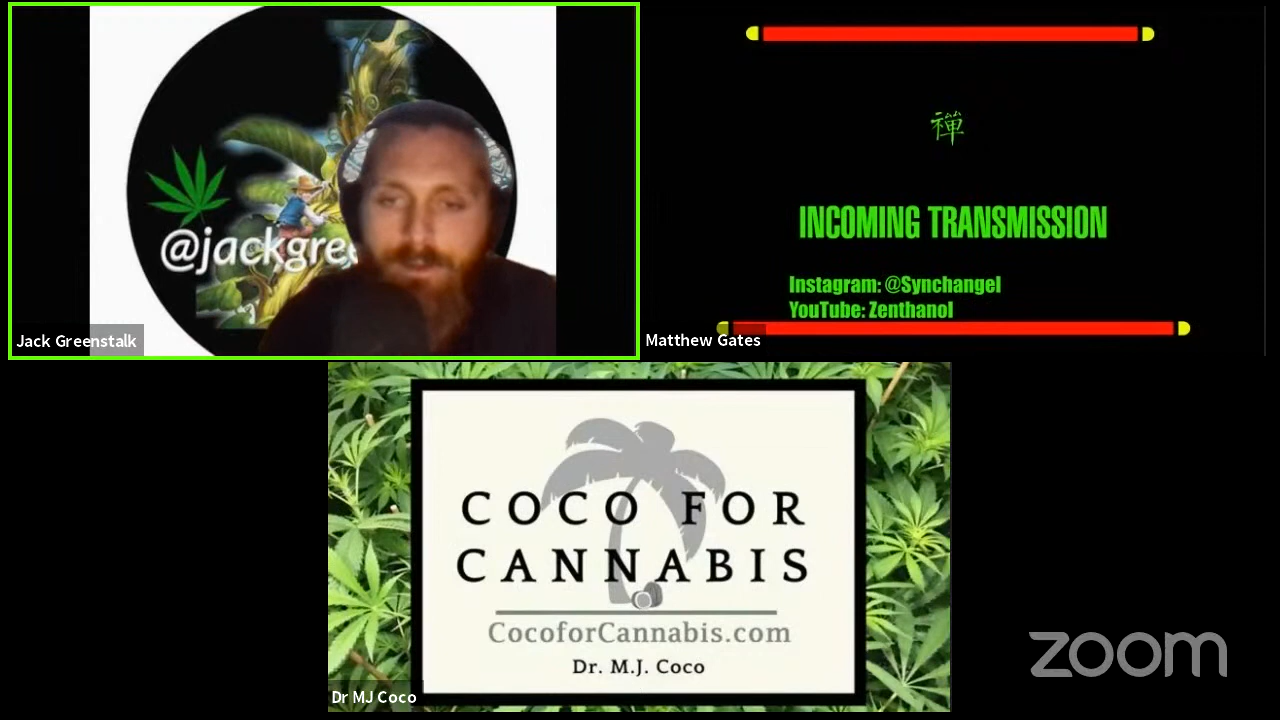 @jackgree
Jack Greenstalk
禪
INCOMING TRANSMISSION
Instagram: @Synchangel
YouTube: Zenthanol
Matthew Gates
COCO FOR
CANNABIS
CocoforCannabis.com
Dr. M.J. Coco
Dr MJ Coco
zoom